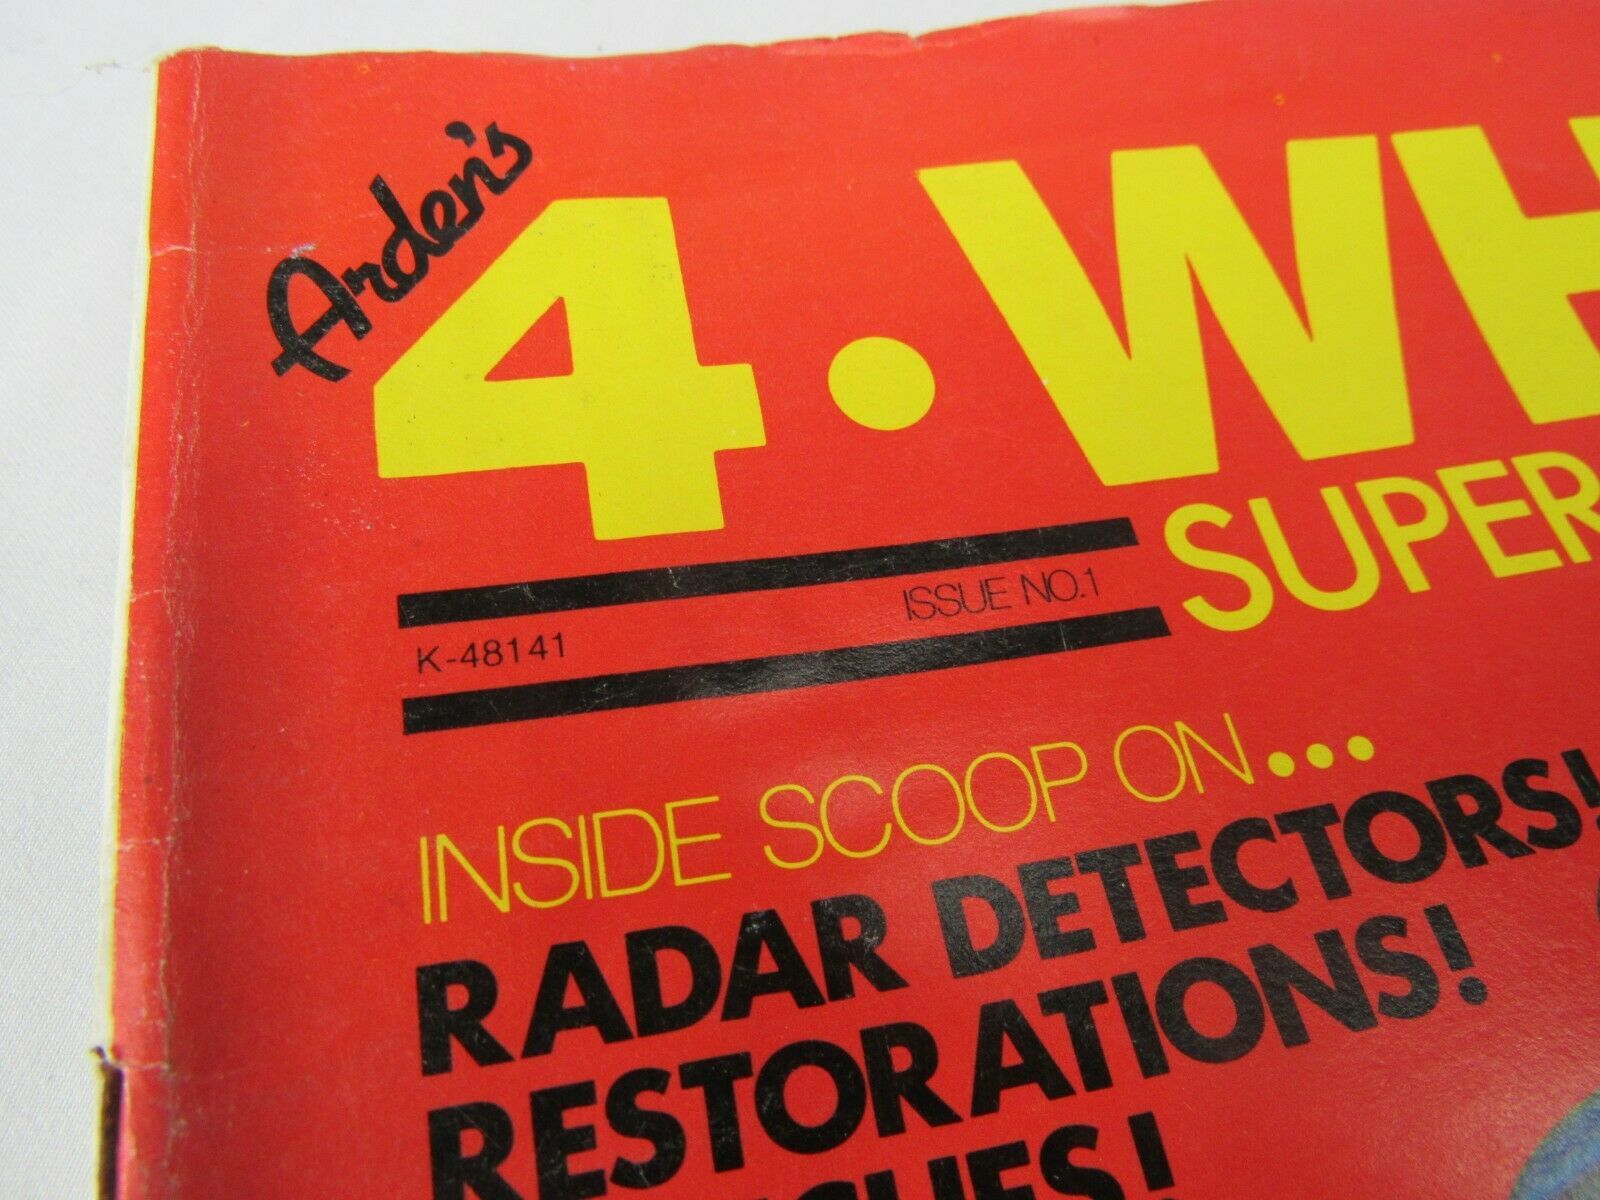 Arden's
4·WH
SUPER
K-48141 ISSUE NO.1
INSIDE SCOOP ON...
RADAR DETECTORS!
RESTORATIONS!